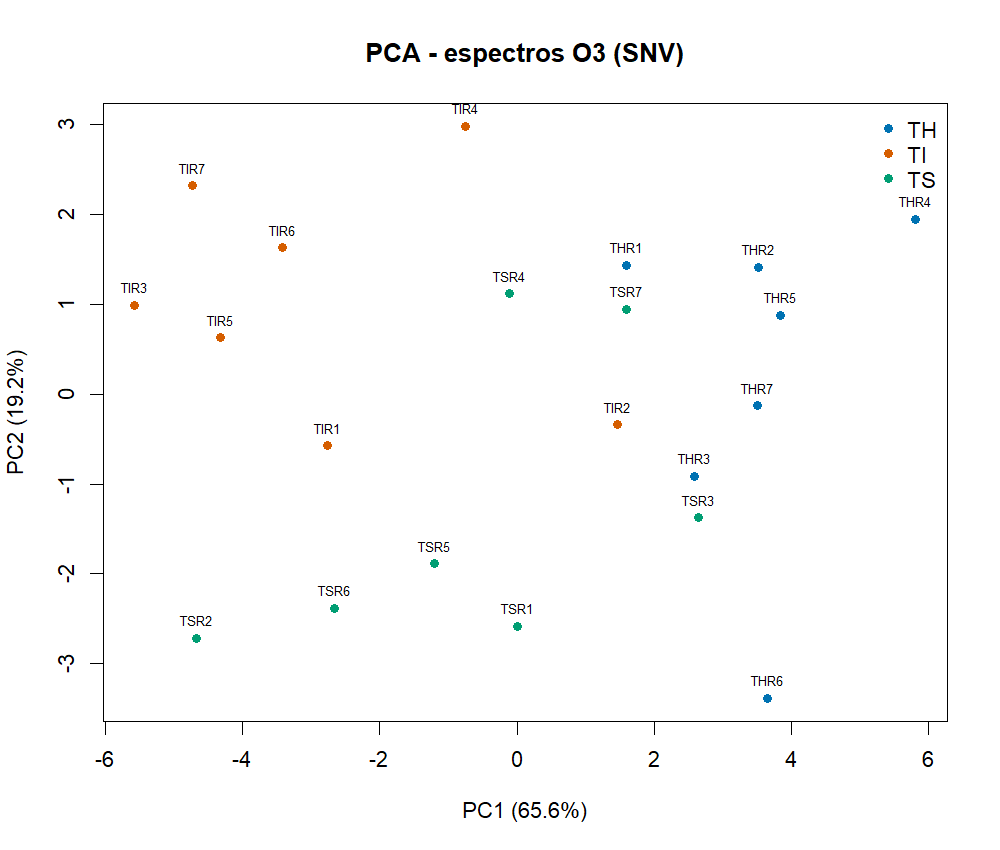 PCA - espectros O3 (SNV)
TIR4
3
TH
TI
TIR7
TS
THR4
2
TIR6
THR1
THR2
TSR4
TIR3
TSR7
THR5
1
TIR5
THR7
0
TIR2
TIR1
THR3
-1
TSR3
TSR5
-2
TSR6
TSR1
TSR2
-3
THR6
PC2 (19.2%)
-6 -4 -2 0 2 4 6
PC1 (65.6%)